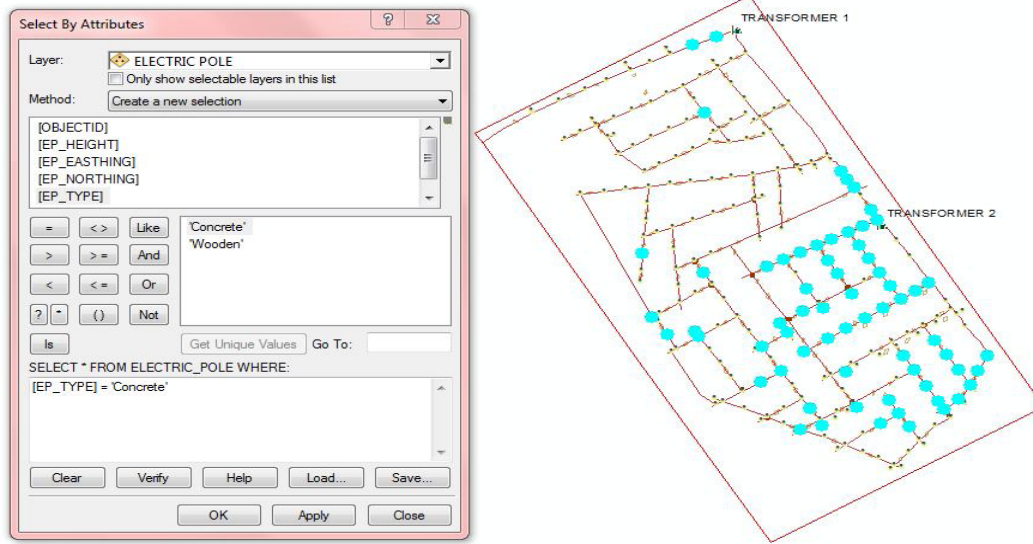 Select By Attributes
Layer: ELECTRIC POLE
Only show selectable layers in this list
Method: Create a new selection
[OBJECTID]
[EP_HEIGHT]
[EP_EASTHING]
[EP_NORTHING]
[EP_TYPE]
= < > Like
> > = And
< < = Or
? * ( ) Not
Is
'Concrete'
'Wooden'
Get Unique Values Go To:
SELECT * FROM ELECTRIC_POLE WHERE:
[EP_TYPE] = 'Concrete'
Clear Verify Help Load... Save...
OK Apply Close
TRANSFORMER 1
TRANSFORMER 2